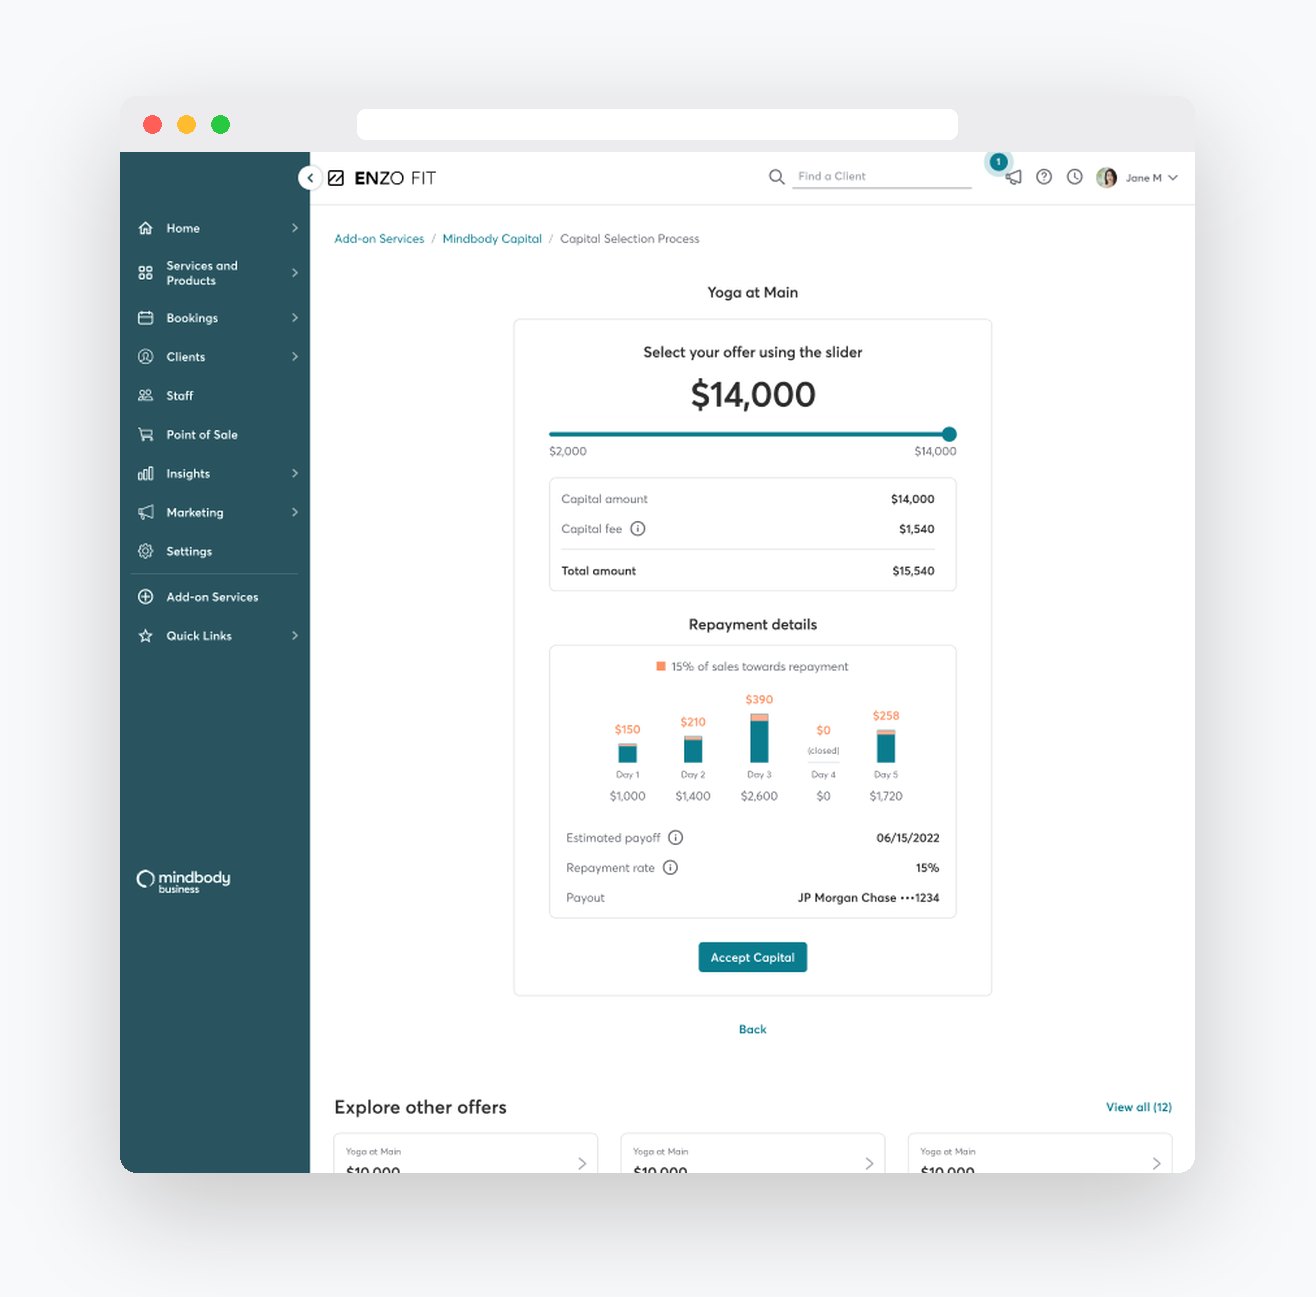 ENZO FIT
Find a Client
1
Jane M
Home
Services and
Products
Bookings
Clients
Staff
Point of Sale
Insights
Marketing
Settings
Add-on Services
Quick Links
mindbody
business
Add-on Services / Mindbody Capital / Capital Selection Process
Yoga at Main
Select your offer using the slider
$14,000
$2,000 $14,000
Capital amount $14,000
Capital fee $1,540
Total amount $15,540
Repayment details
15% of sales towards repayment
$150 $210 $390 $0 $258
(closed)
Day 1 Day 2 Day 3 Day 4 Day 5
$1,000 $1,400 $2,600 $0 $1,720
Estimated payoff 06/15/2022
Repayment rate 15%
Payout JP Morgan Chase •••1234
Accept Capital
Back
Explore other offers View all (12)
Yoga at Main Yoga at Main Yoga at Main
$10,000 $10,000 $10,000